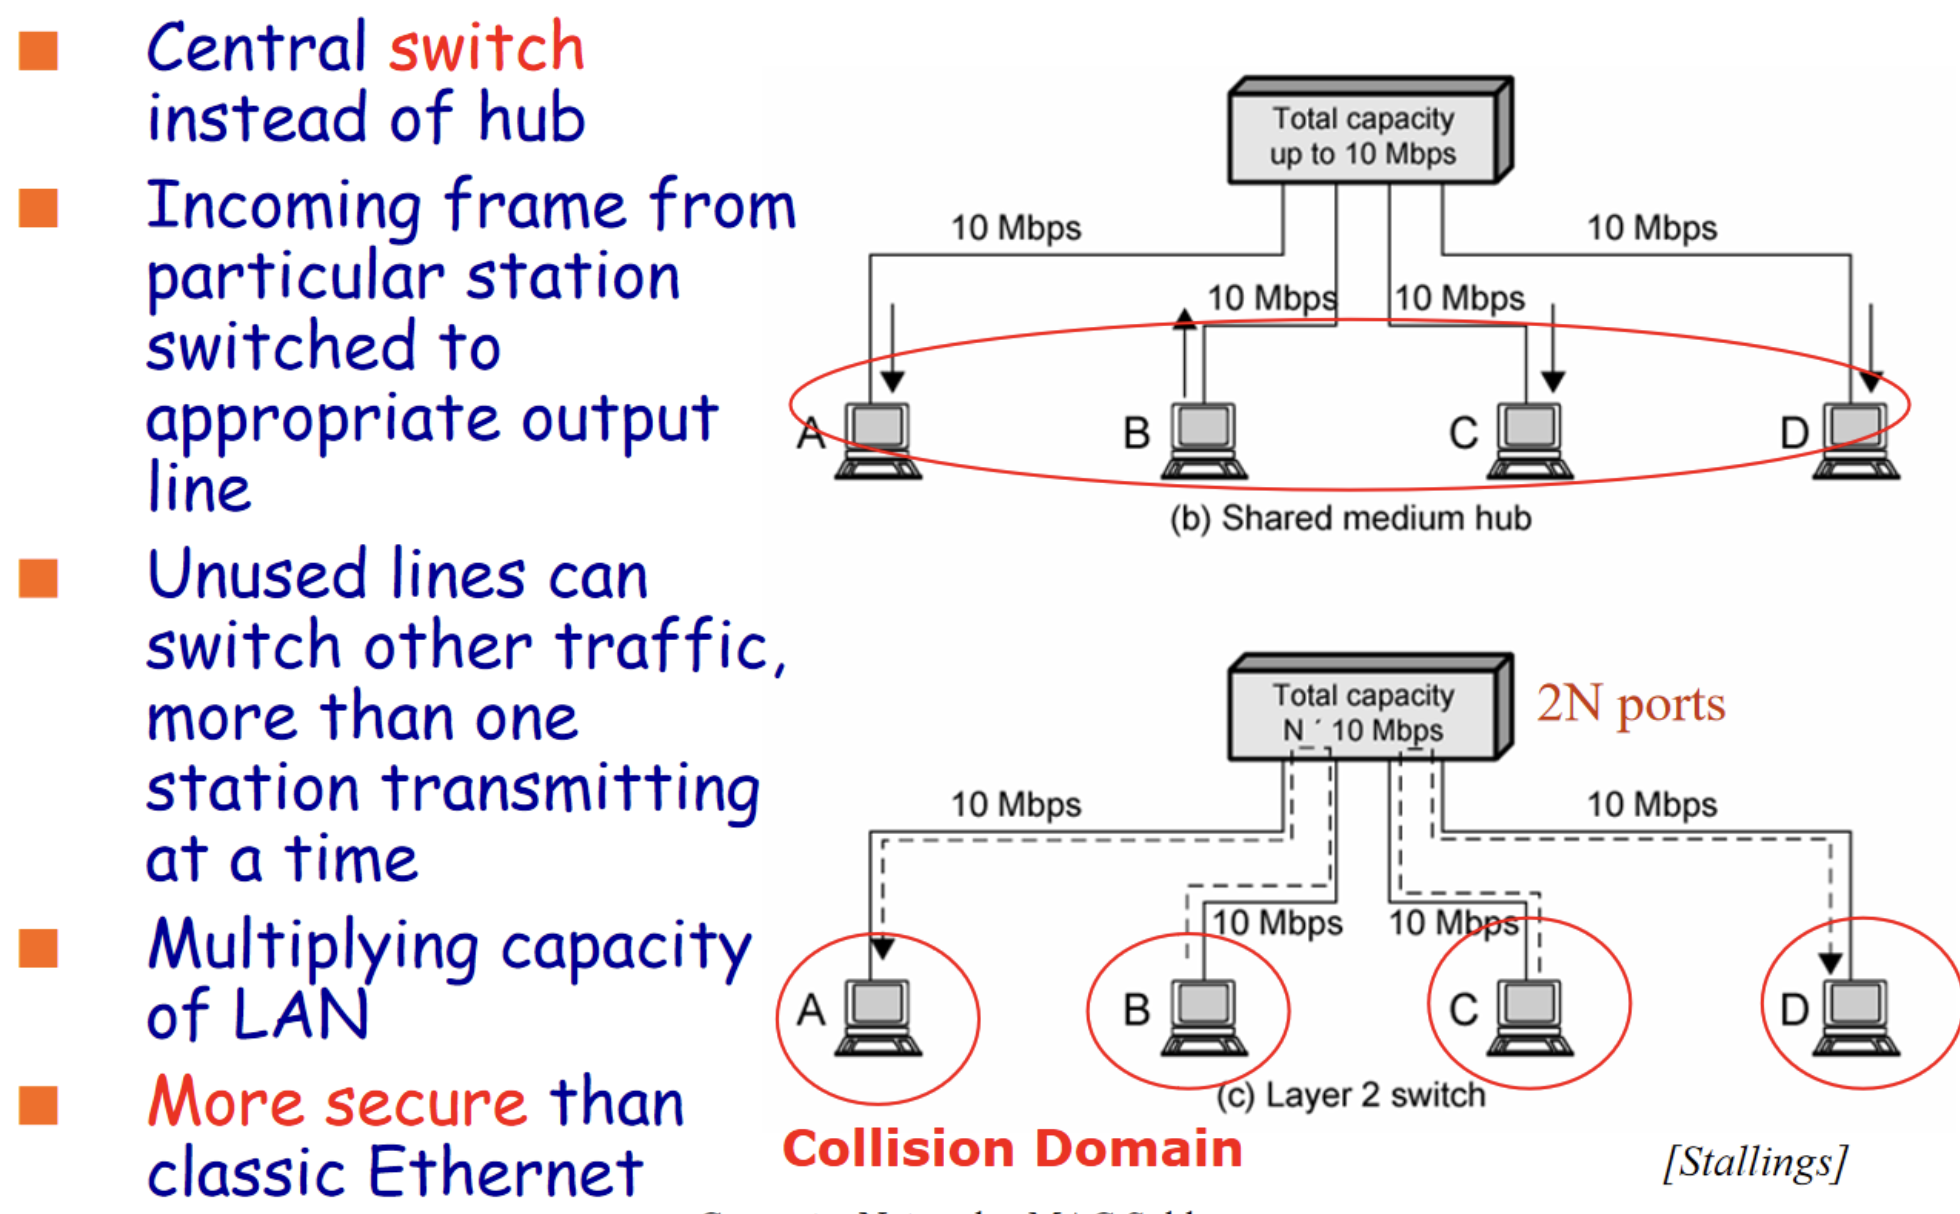 Central switch
instead of hub
Incoming frame from
particular station
switched to
appropriate output
line
Unused lines can
switch other traffic,
more than one
station transmitting
at a time
Multiplying capacity
of LAN
More secure than
classic Ethernet
Total capacity
up to 10 Mbps
10 Mbps
10 Mbps
10 Mbps
10 Mbps
A
B
C
D
(b) Shared medium hub
Total capacity
N ´ 10 Mbps
2N ports
10 Mbps
10 Mbps
10 Mbps
10 Mbps
A
B
C
D
(c) Layer 2 switch
Collision Domain
[Stallings]